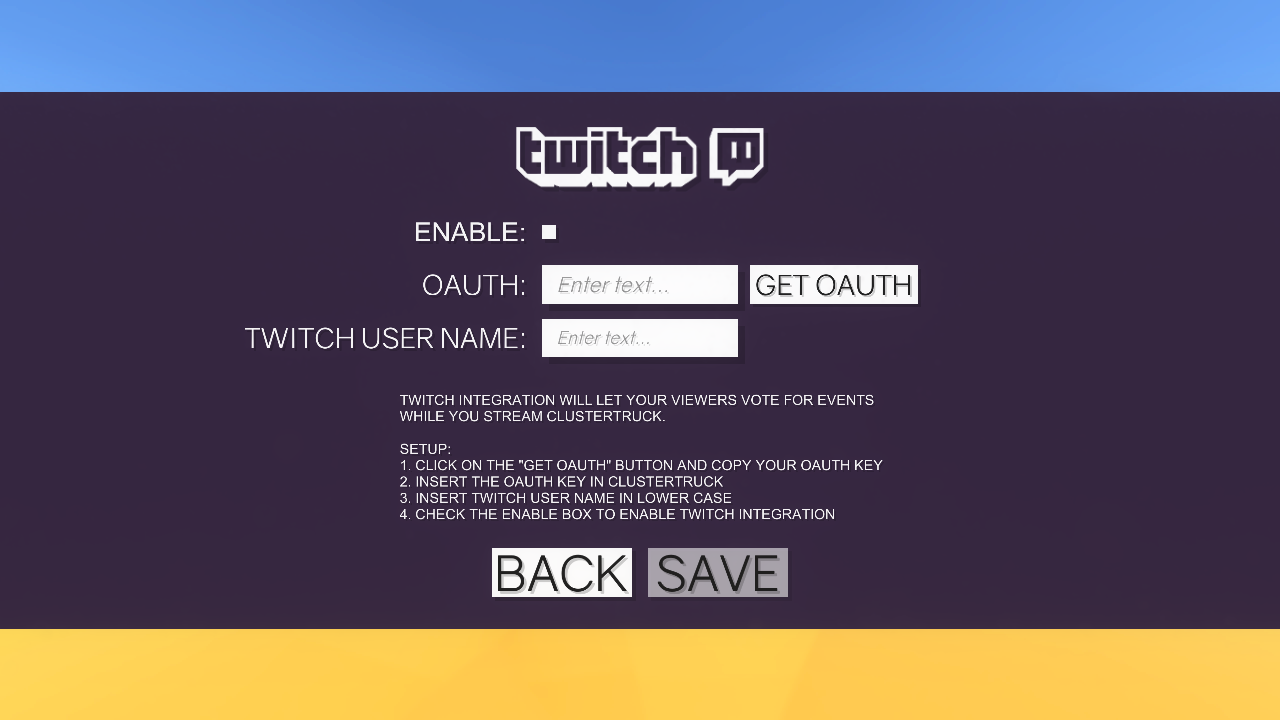 twitch
ENABLE:
OAUTH: Enter text... GET OAUTH
TWITCH USER NAME: Enter text...
TWITCH INTEGRATION WILL LET YOUR VIEWERS VOTE FOR EVENTS
WHILE YOU STREAM CLUSTERTRUCK.
SETUP:
1. CLICK ON THE "GET OAUTH" BUTTON AND COPY YOUR OAUTH KEY
2. INSERT THE OAUTH KEY IN CLUSTERTRUCK
3. INSERT TWITCH USER NAME IN LOWER CASE
4. CHECK THE ENABLE BOX TO ENABLE TWITCH INTEGRATION
BACK SAVE